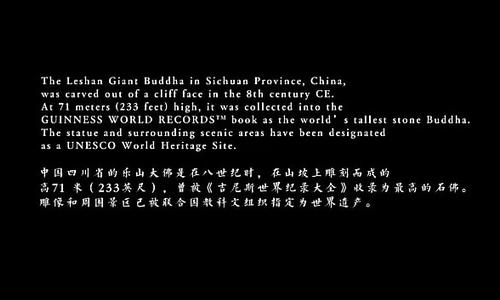 The Leshan Giant Buddha in Sichuan Province, China,
was carved out of a cliff face in the 8th century CE.
At 71 meters (233 feet) high, it was collected into the
GUINNESS WORLD RECORDS™ book as the world's tallest stone Buddha.
The statue and surrounding scenic areas have been designated
as a UNESCO World Heritage Site.
中国四川省的乐山大佛是在八世纪时，在山坡上雕刻而成的
高71 米（233英尺），曾被《吉尼斯世界纪录大全》收录为最高的石佛。
雕像和周围景区已被联合国教科文组织指定为世界遗产。